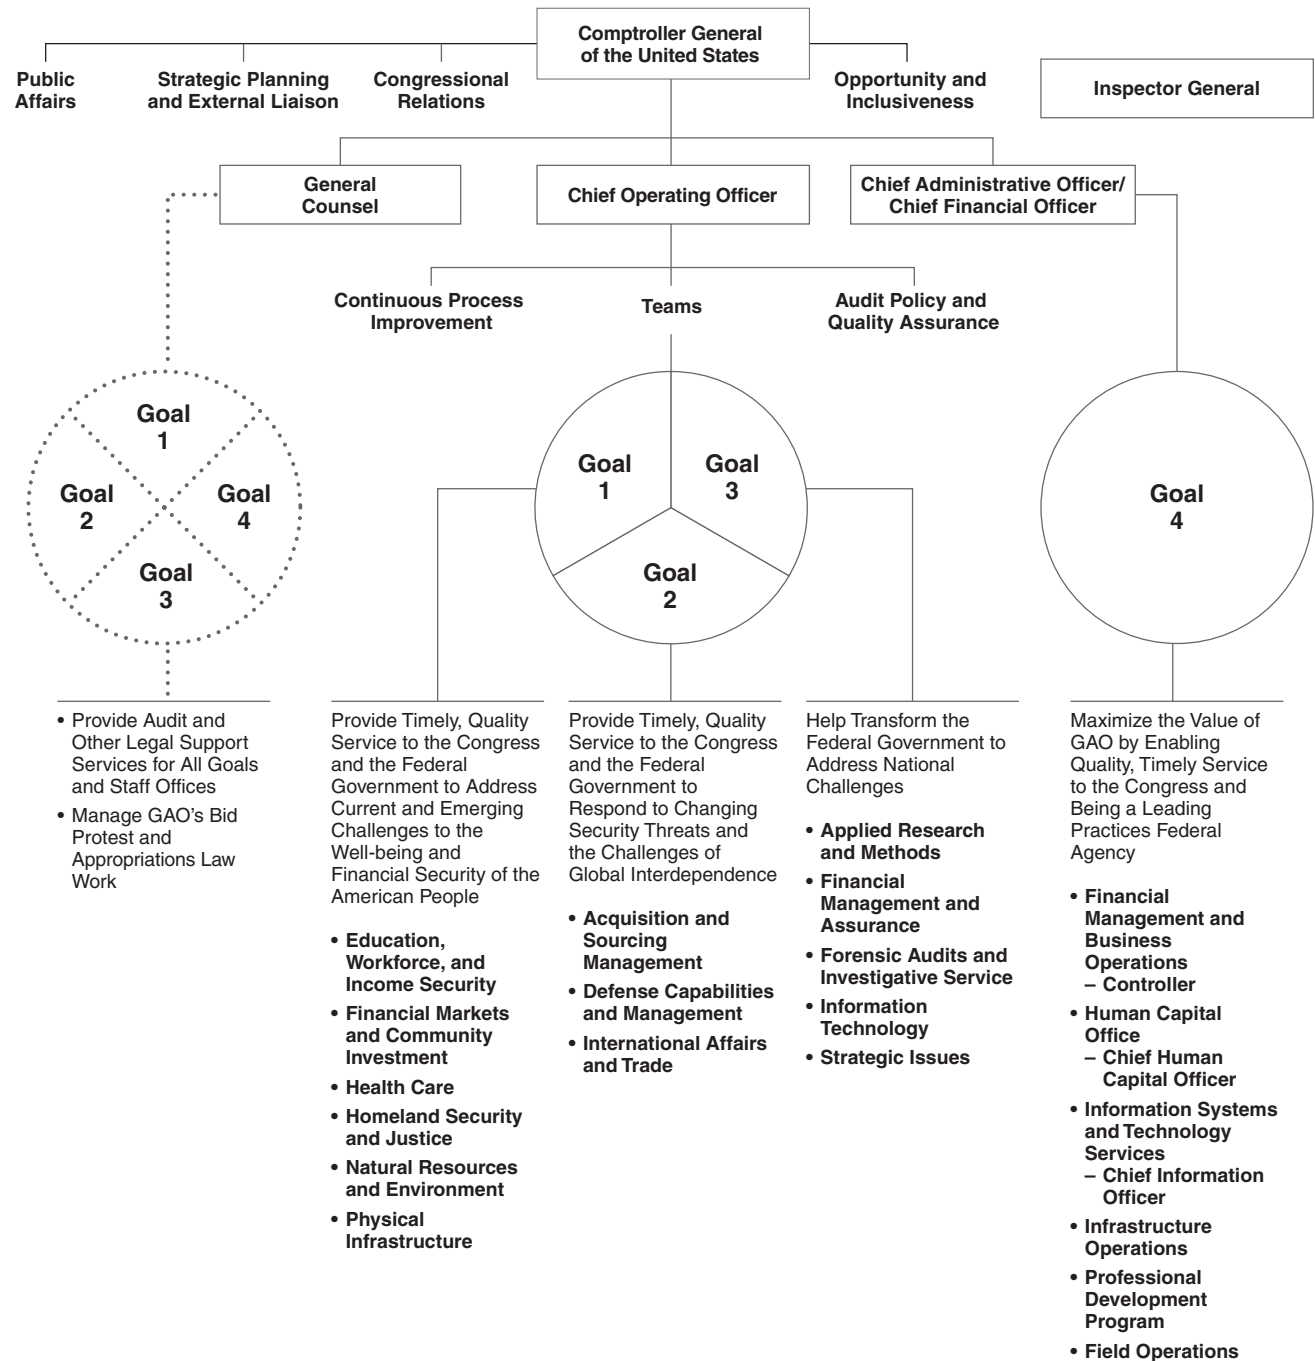 Comptroller General
of the United States
Public
Affairs
Strategic Planning
and External Liaison
Congressional
Relations
Opportunity and
Inclusiveness
Inspector General
General
Counsel
Chief Operating Officer
Chief Administrative Officer/
Chief Financial Officer
Continuous Process
Improvement
Teams
Audit Policy and
Quality Assurance
Goal
1
Goal
2
Goal
4
Goal
3
Goal
1
Goal
3
Goal
2
Goal
4
• Provide Audit and
Other Legal Support
Services for All Goals
and Staff Offices
• Manage GAO’s Bid
Protest and
Appropriations Law
Work
Provide Timely, Quality
Service to the Congress
and the Federal
Government to Address
Current and Emerging
Challenges to the
Well-being and
Financial Security of the
American People
• Education,
Workforce, and
Income Security
• Financial Markets
and Community
Investment
• Health Care
• Homeland Security
and Justice
• Natural Resources
and Environment
• Physical
Infrastructure
Provide Timely, Quality
Service to the Congress
and the Federal
Government to
Respond to Changing
Security Threats and
the Challenges of
Global Interdependence
• Acquisition and
Sourcing
Management
• Defense Capabilities
and Management
• International Affairs
and Trade
Help Transform the
Federal Government to
Address National
Challenges
• Applied Research
and Methods
• Financial
Management and
Assurance
• Forensic Audits and
Investigative Service
• Information
Technology
• Strategic Issues
Maximize the Value of
GAO by Enabling
Quality, Timely Service
to the Congress and
Being a Leading
Practices Federal
Agency
• Financial
Management and
Business
Operations
– Controller
• Human Capital
Office
– Chief Human
Capital Officer
• Information Systems
and Technology
Services
– Chief Information
Officer
• Infrastructure
Operations
• Professional
Development
Program
• Field Operations